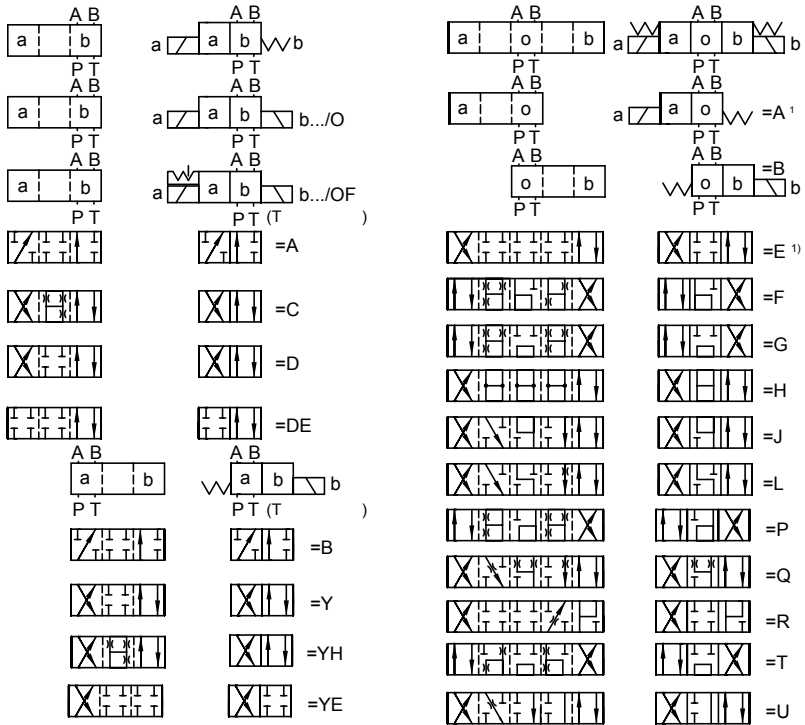 A B
a b
P T
A B
a a b b
P T
A B
a b
P T
A B
a a b b.../O
P T
A B
a b
P T
A B
a a b b.../OF
P T (T )
=A
=C
=D
=DE
A B
a b
P T
A B
a b b
P T (T )
=B
=Y
=YH
=YE
A B
a o b
P T
A B
a a o b b
P T
A B
a o
P T
A B
a a o =A ¹
P T
A B
o b
P T
A B =B
o b b
P T
=E ¹⁾
=F
=G
=H
=J
=L
=P
=Q
=R
=T
=U